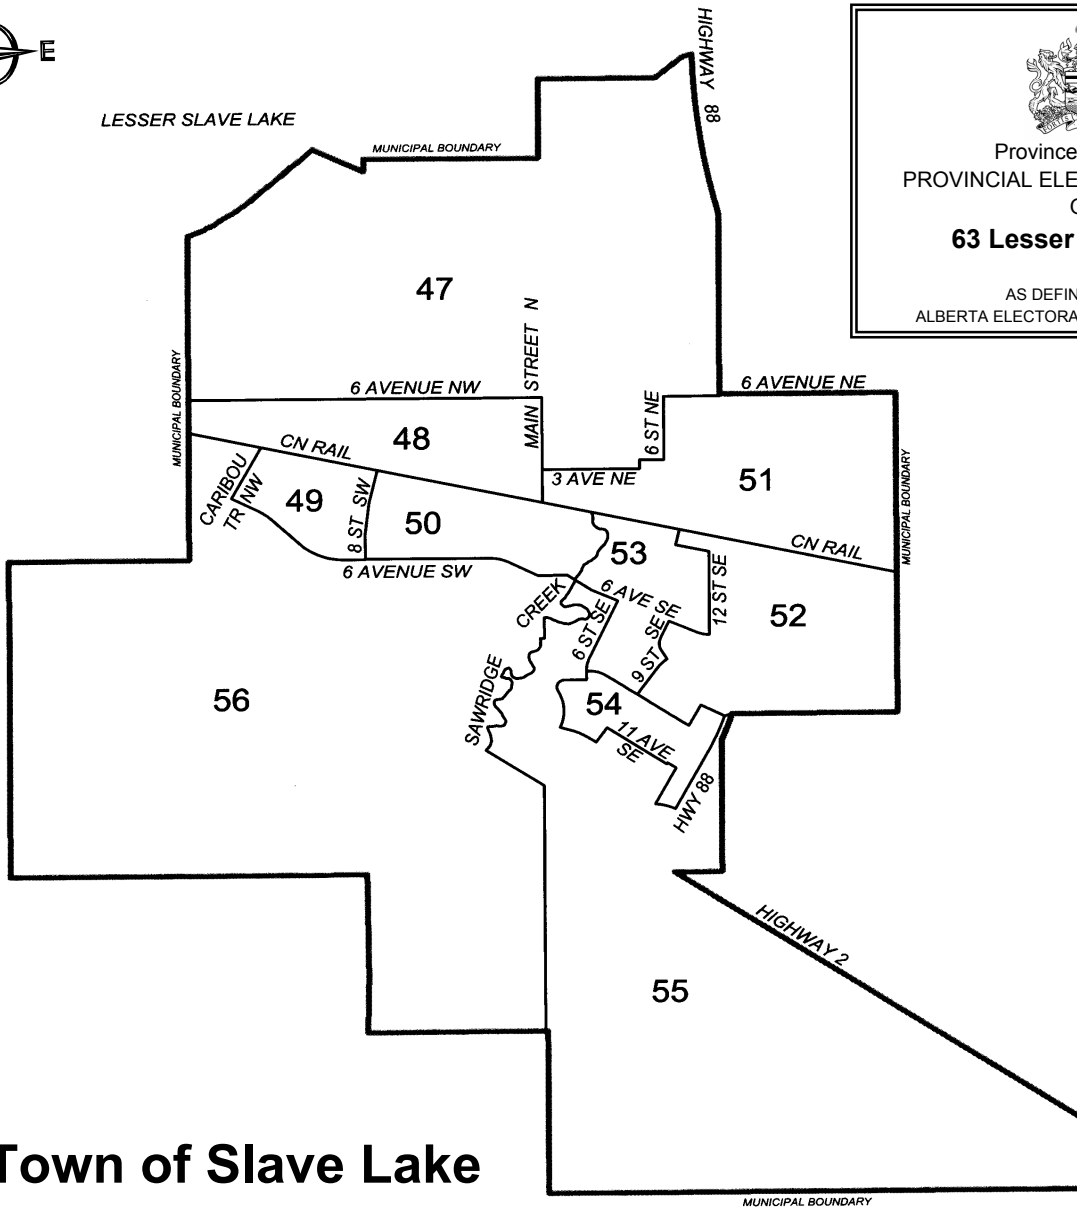 E
HIGHWAY 88
LESSER SLAVE LAKE
MUNICIPAL BOUNDARY
Province
PROVINCIAL ELE
63 Lesser
AS DEFIN
ALBERTA ELECTORA
47
MAIN STREET N
MUNICIPAL BOUNDARY
6 AVENUE NW
6 AVENUE NE
6 ST NE
48
CN RAIL
3 AVE NE
51
MUNICIPAL BOUNDARY
CARIBOU
TR NW
49
8 ST SW
50
CN RAIL
53
6 AVENUE SW
6 AVE SE
12 ST SE
52
CREEK
6 ST SE
9 ST SE
SAWRIDGE
56
54
11 AVE
SE
HWY 88
HIGHWAY 2
55
Town of Slave Lake
MUNICIPAL BOUNDARY